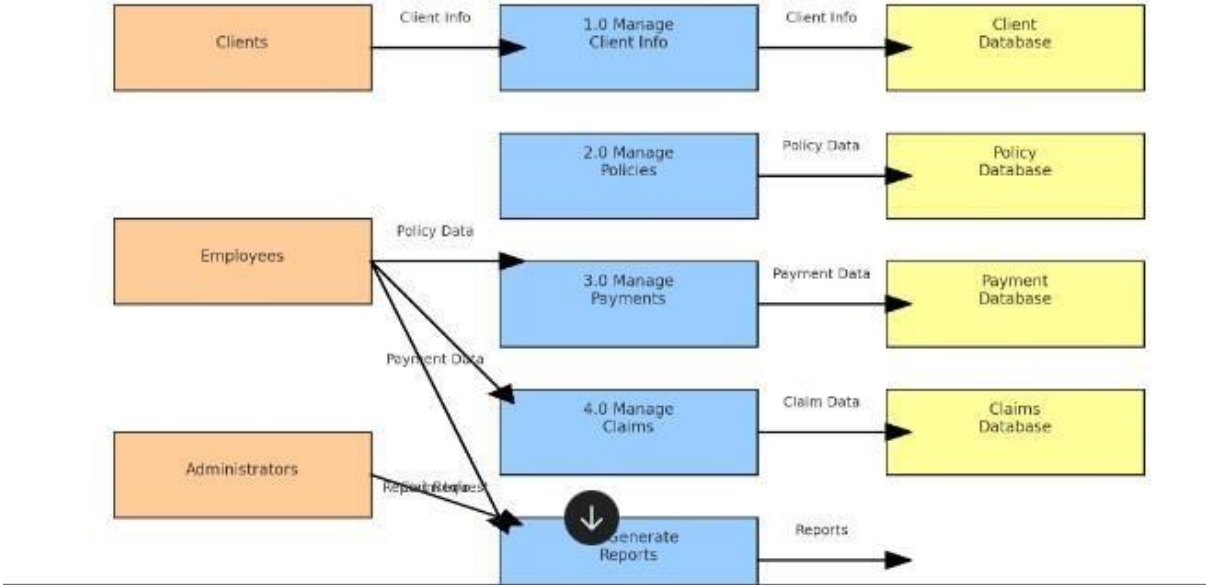 Client Info
Client Info
Clients
1.0 Manage
Client Info
Client
Database
2.0 Manage
Policies
Policy Data
Policy
Database
Policy Data
Employees
3.0 Manage
Payments
Payment Data
Payment
Database
Payment Data
4.0 Manage
Claims
Claim Data
Claims
Database
Administrators
Generate
Reports
Reports